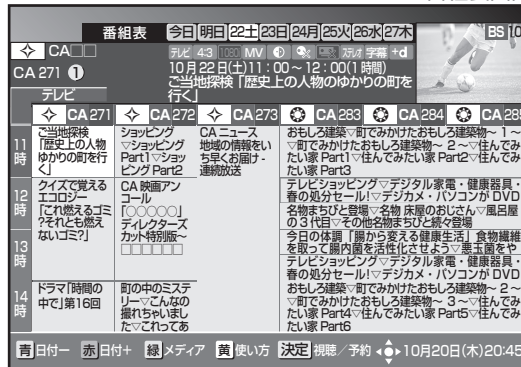 番組表 今日 明日 22土 23日 24月 25火 26水 27木
BS 10
CA□□
テレビ 4:3 1080 MV ステレオ 字幕 +d
CA 271 1
10月22日(土)11:00~12:00(1時間)
ご当地探検「歴史上の人物のゆかりの町を
行く」
テレビ
CA 271 CA 272 CA 273 CA 283 CA 284 CA 285
11時
ご当地探検
「歴史上の人物
ゆかりの町を行
く」
ショッピング
▽ショッピング
Part1▽ショッ
ピング Part2
CA ニュース
地域の情報をい
ち早くお届け-
連続放送
おもしろ建築▽町でみかけたおもしろ建築物~1~
▽町でみかけたおもしろ建築物~2~▽住んでみ
たい家 Part1▽住んでみたい家 Part2▽住んでみ
たい家 Part3
12時
クイズで覚える
エコロジー
「これ燃えるゴミ
?それとも燃え
ないゴミ?」
CA 映画アン
コール
「○○○○○」
ディレクターズ
カット特別版~
□□□□□□
テレビショッピング▽デジタル家電・健康器具・
春の処分セール!▽デジカメ・パソコンが DVD
名物まちびと登場▽名物 床屋のおじさん▽風呂屋
の3代目▽その他名物まちびと続々登場
13時
今日の体調「腸から変える健康生活」食物繊維
を取って腸内菌を活性化させよう▽悪玉菌をや
テレビショッピング▽デジタル家電・健康器具・
春の処分セール!▽デジカメ・パソコンが DVD
14時
ドラマ「時間の
中で」第16回
町の中のミステ
リー▽こんなの
撮れちゃいまし
た▽これってあ
おもしろ建築▽町でみかけたおもしろ建築物~2~
▽町でみかけたおもしろ建築物~3~▽住んでみ
たい家 Part4▽住んでみたい家 Part5▽住んでみ
たい家 Part6
青 日付ー 赤 日付+ 緑 メディア 黄 使い方 決定 視聴/予約 10月20日(木)20:45